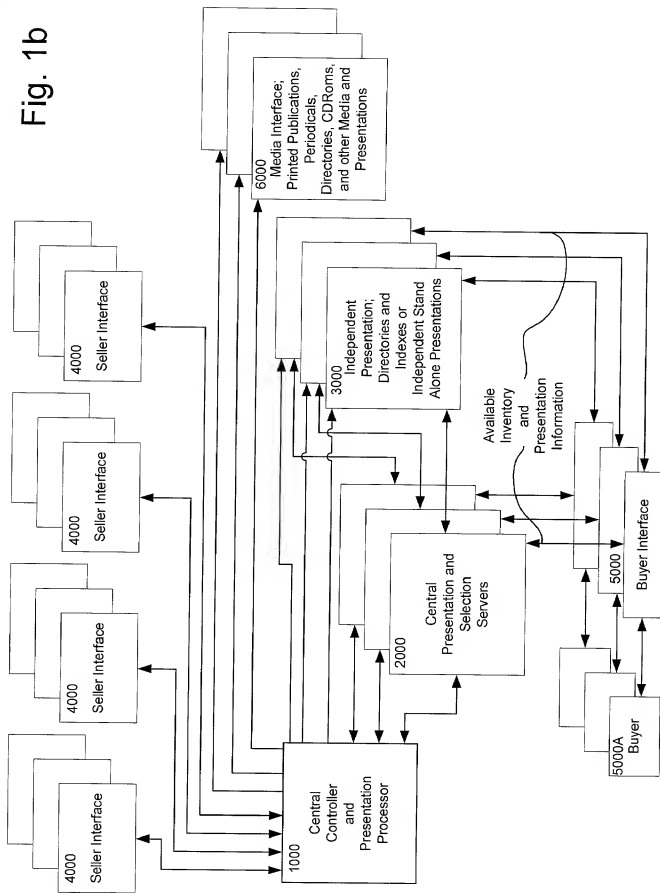 Fig. 1b
4000
Seller Interface
4000
Seller Interface
4000
Seller Interface
4000
Seller Interface
6000
Media Interface;
Printed Publications,
Periodicals,
Directories, CDRoms,
and other Media and
Presentations
1000
Central
Controller
and
Presentation
Processor
2000
Central
Presentation and
Selection
Servers
3000
Independent
Presentation;
Directories and
Indexes or
Independent Stand
Alone Presentations
Available
Inventory
and
Presentation
Information
5000A
Buyer
5000
Buyer Interface